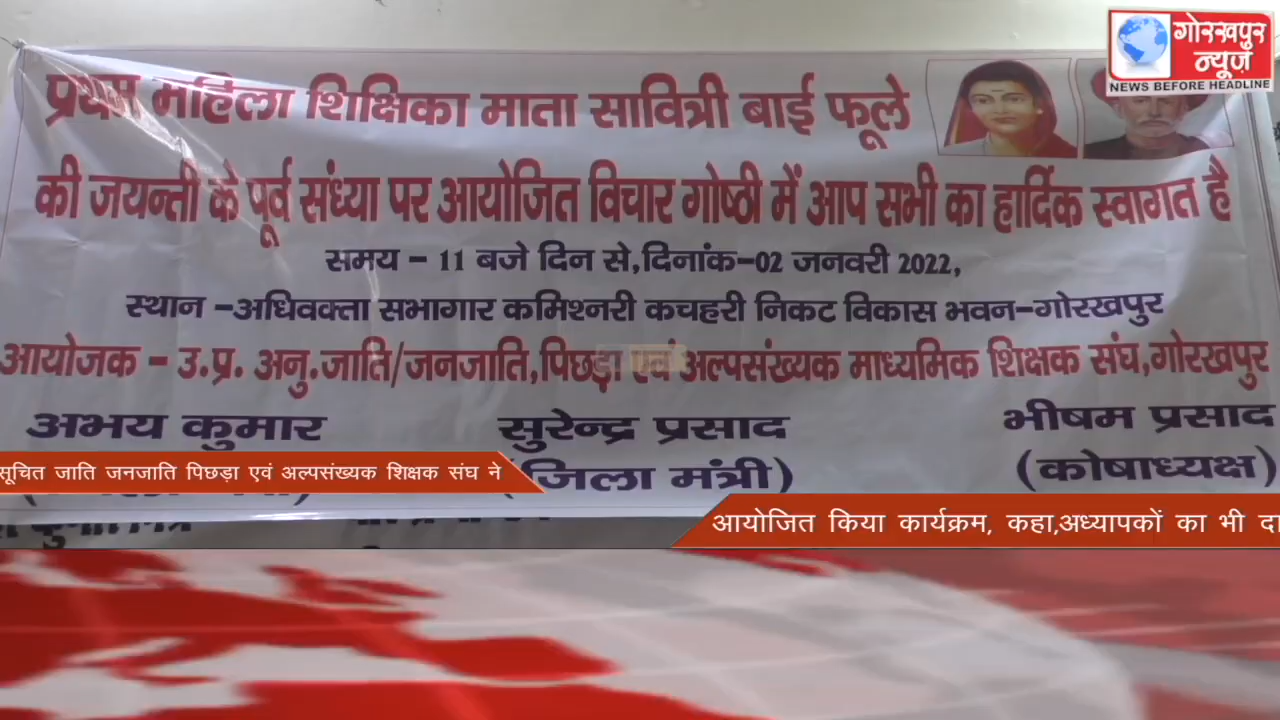 गोरखपुर
न्यूज़
NEWS BEFORE HEADLINE
प्रथम महिला शिक्षिका माता सावित्री बाई फूले
की जयन्ती के पूर्व संध्या पर आयोजित विचार गोष्ठी में आप सभी का हार्दिक स्वागत है
समय - 11 बजे दिन से,दिनांक-02 जनवरी 2022,
स्थान -अधिवक्ता सभागार कमिश्नरी कचहरी निकट विकास भवन-गोरखपुर
आयोजक - उ.प्र. अनु.जाति/जनजाति,पिछड़ा एवं अल्पसंख्यक माध्यमिक शिक्षक संघ,गोरखपुर
अभय कुमार सुरेन्द्र प्रसाद भीषम प्रसाद
(जिला मंत्री) (कोषाध्यक्ष)
सूचित जाति जनजाति पिछड़ा एवं अल्पसंख्यक शिक्षक संघ ने
आयोजित किया कार्यक्रम, कहा,अध्यापकों का भी दा